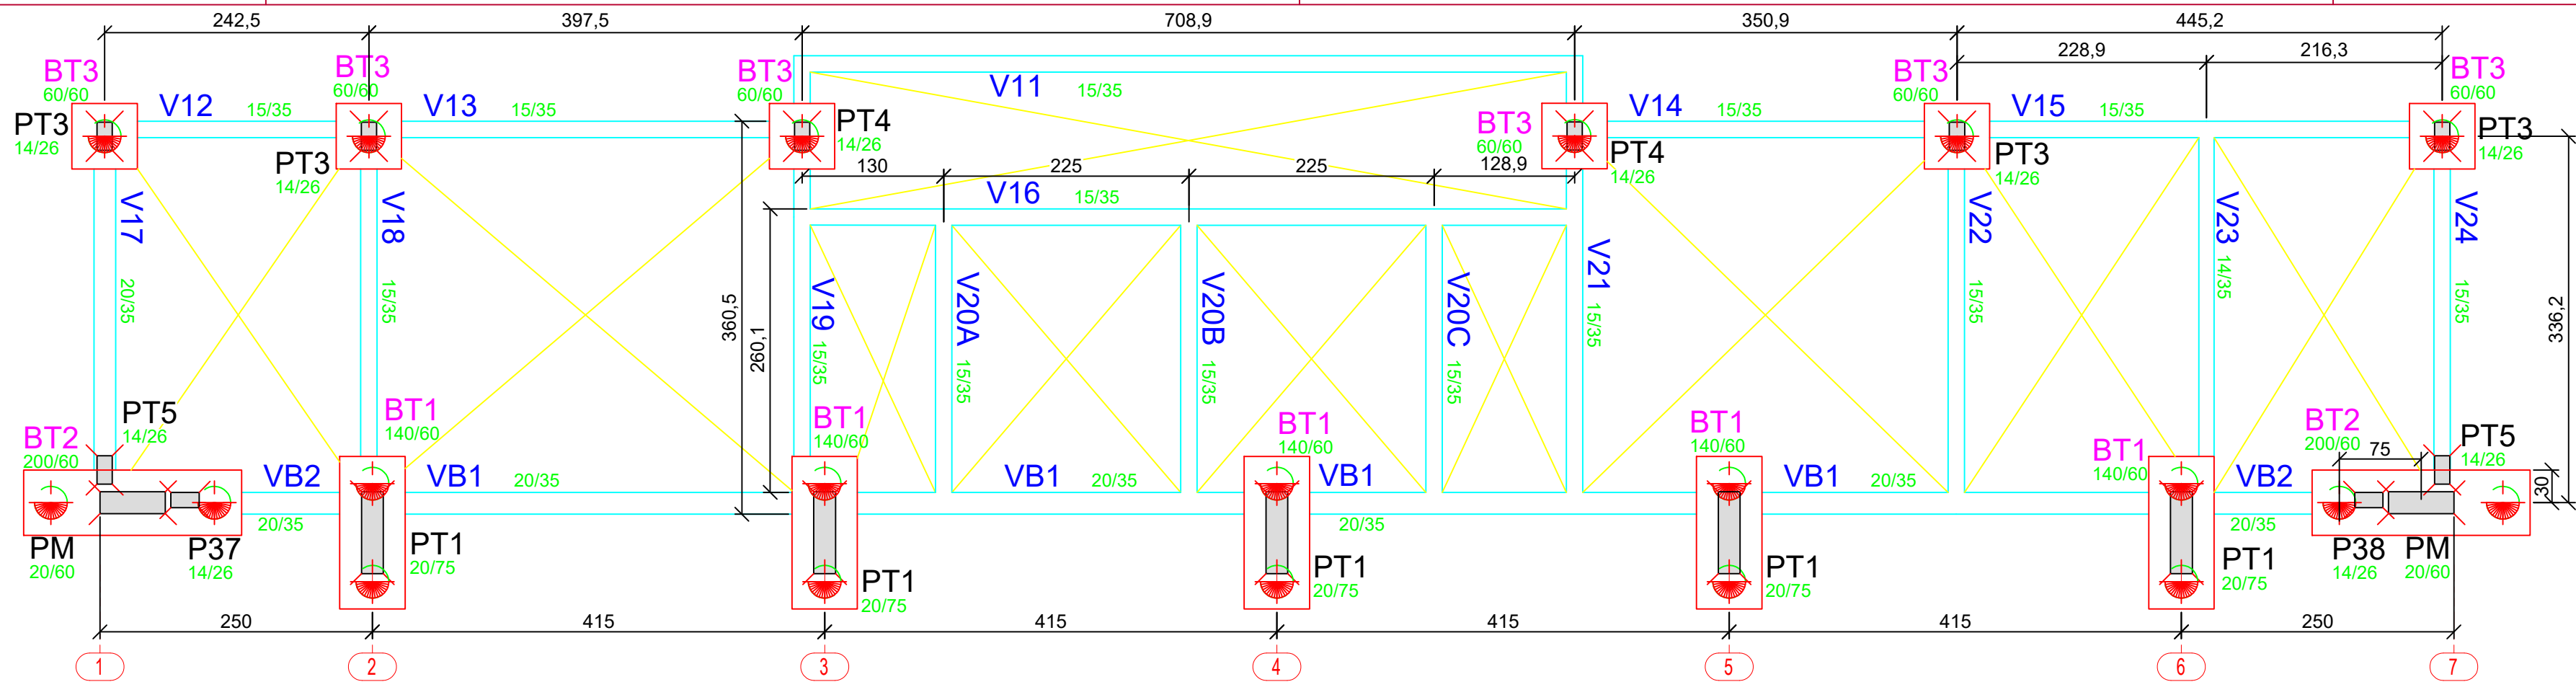 242,5
397,5
708,9
350,9
445,2
228,9
216,3
BT3
60/60
BT3
60/60
BT3
60/60
BT3
60/60
BT3
60/60
BT3
60/60
V12
15/35
V13
15/35
V11
15/35
V14
15/35
V15
15/35
PT3
14/26
PT3
14/26
PT4
14/26
PT4
14/26
PT3
14/26
PT3
14/26
130
225
225
128,9
V16
15/35
V17
20/35
V18
15/35
360,5
260,1
V19
15/35
V20A
15/35
V20B
15/35
V20C
15/35
V21
15/35
V22
15/35
V23
14/35
V24
15/35
336,2
BT2
200/60
PT5
14/26
BT1
140/60
BT1
140/60
BT1
140/60
BT1
140/60
BT1
140/60
BT2
200/60
75
PT5
14/26
30
VB2
20/35
VB1
20/35
VB1
20/35
VB1
20/35
VB1
20/35
VB2
20/35
PM
20/60
P37
14/26
PT1
20/75
PT1
20/75
PT1
20/75
PT1
20/75
PT1
20/75
P38
14/26
PM
20/60
250
415
415
415
415
250
1
2
3
4
5
6
7